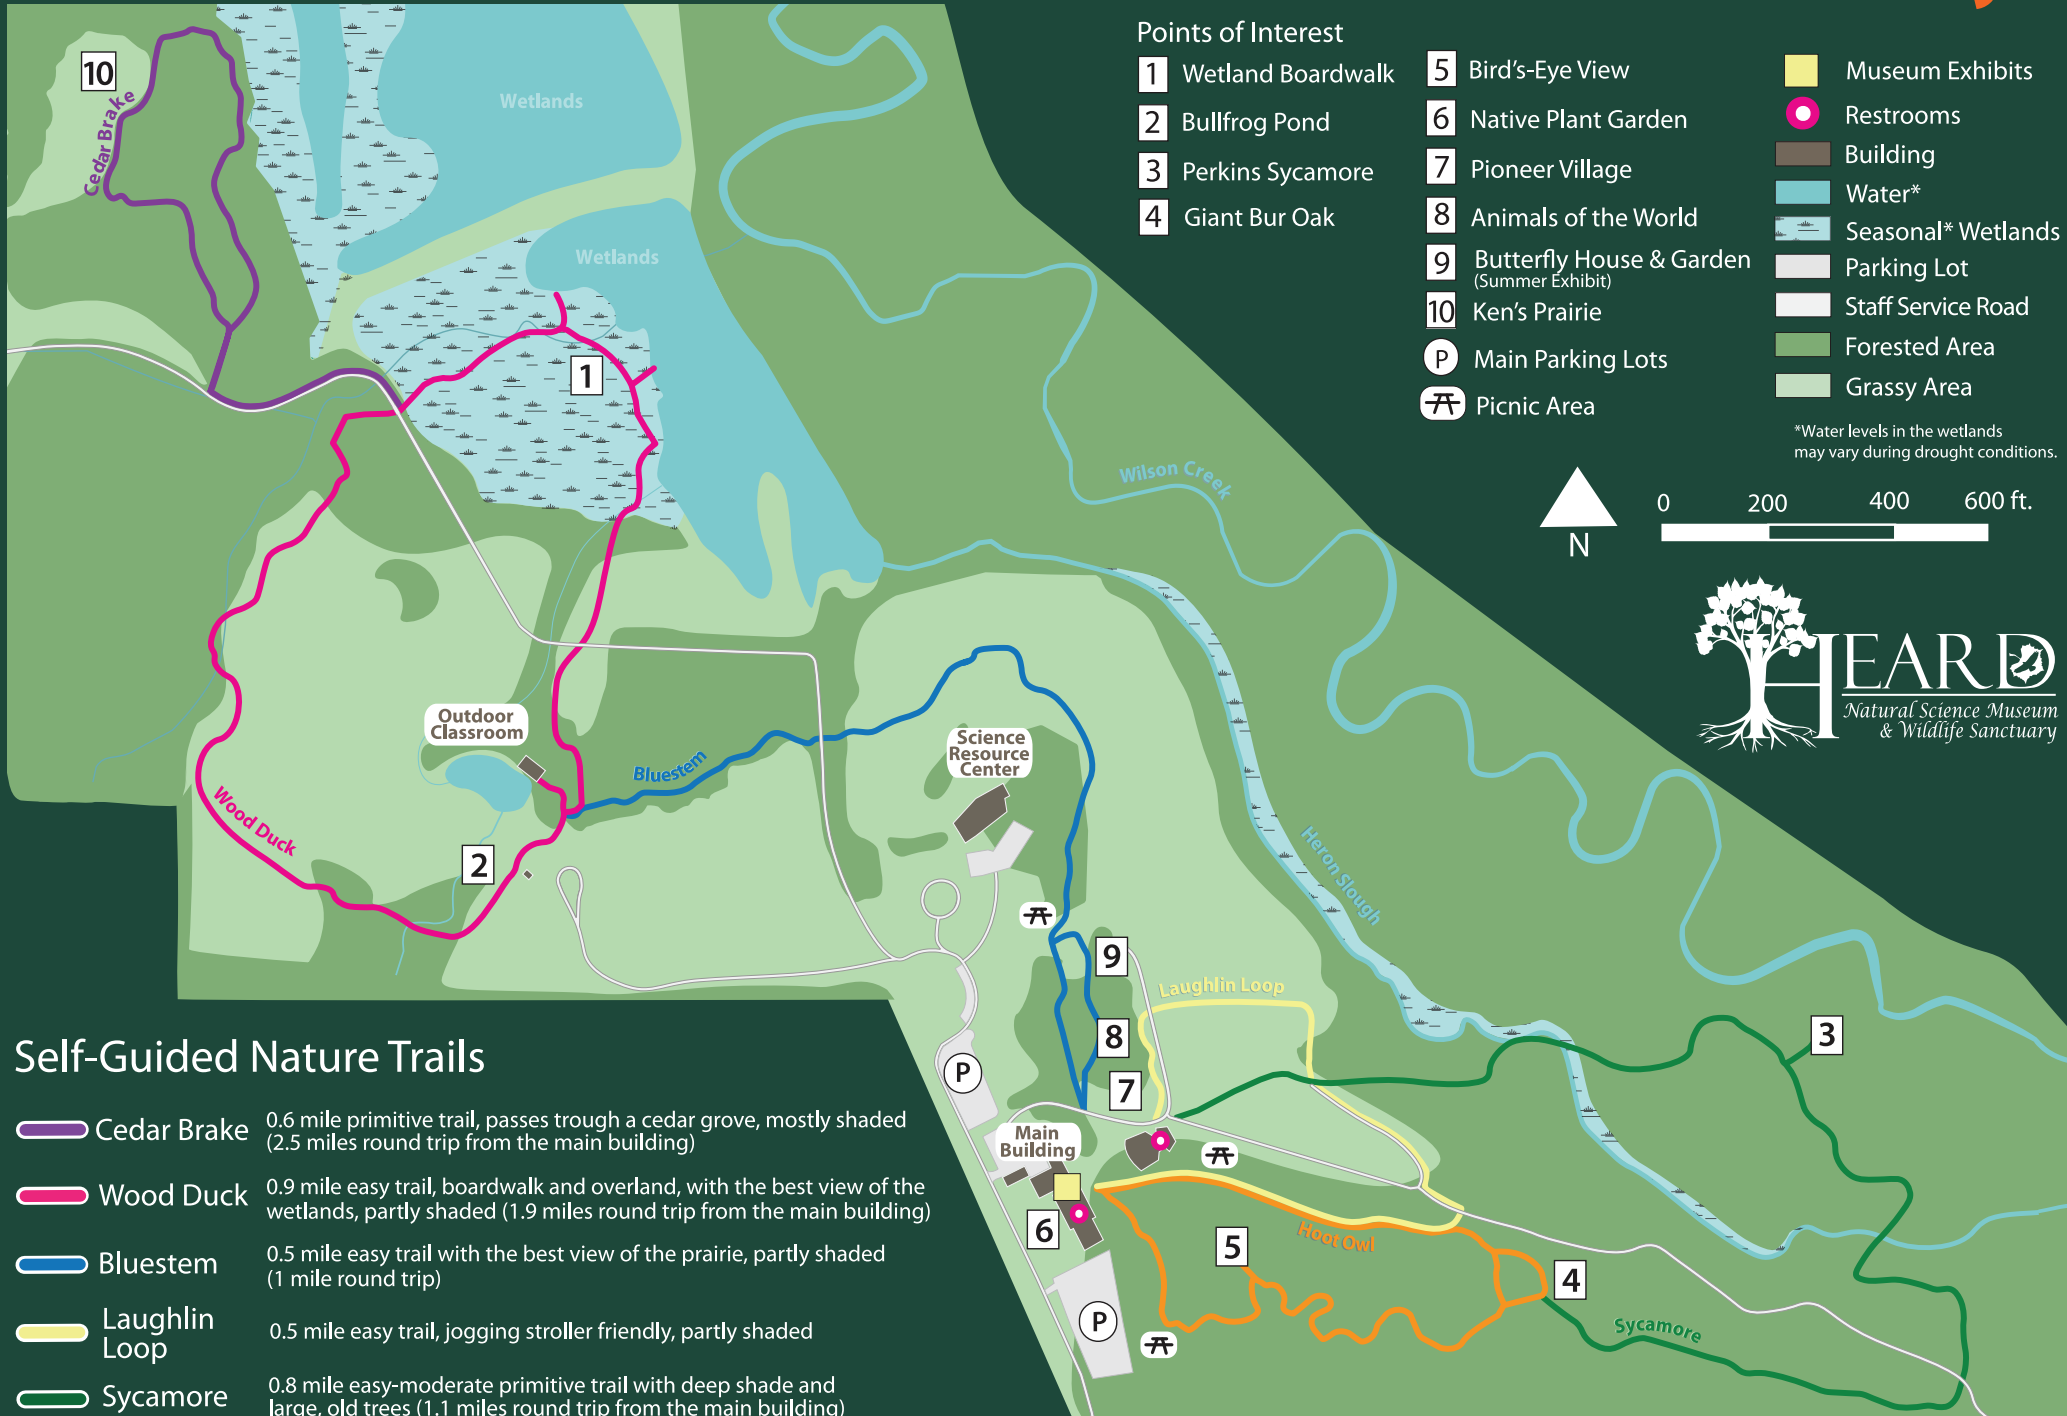 Points of Interest
1 Wetland Boardwalk
2 Bullfrog Pond
3 Perkins Sycamore
4 Giant Bur Oak
5 Bird's-Eye View
6 Native Plant Garden
7 Pioneer Village
8 Animals of the World
9 Butterfly House & Garden
(Summer Exhibit)
10 Ken's Prairie
P Main Parking Lots
Picnic Area
Museum Exhibits
Restrooms
Building
Water*
Seasonal* Wetlands
Parking Lot
Staff Service Road
Forested Area
Grassy Area
*Water levels in the wetlands
may vary during drought conditions.
N
0 200 400 600 ft.
HEARD
Natural Science Museum
& Wildlife Sanctuary
10
Cedar Brake
Wetlands
Wetlands
1
Wilson Creek
Outdoor
Classroom
Bluestem
Science
Resource
Center
Wood Duck
2
Heron Slough
9
Laughlin Loop
8
3
P
7
Main
Building
6
5
Hoot Owl
4
P
Sycamore
Self-Guided Nature Trails
Cedar Brake
0.6 mile primitive trail, passes trough a cedar grove, mostly shaded
(2.5 miles round trip from the main building)
Wood Duck
0.9 mile easy trail, boardwalk and overland, with the best view of the
wetlands, partly shaded (1.9 miles round trip from the main building)
Bluestem
0.5 mile easy trail with the best view of the prairie, partly shaded
(1 mile round trip)
Laughlin
Loop
0.5 mile easy trail, jogging stroller friendly, partly shaded
Sycamore
0.8 mile easy-moderate primitive trail with deep shade and
large, old trees (1.1 miles round trip from the main building)